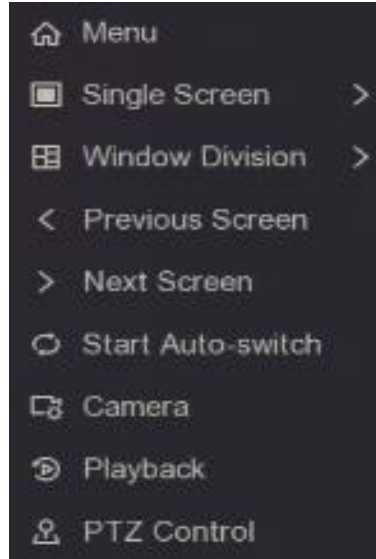 Menu
Single Screen
Window Division
Previous Screen
Next Screen
Start Auto-switch
Camera
Playback
PTZ Control